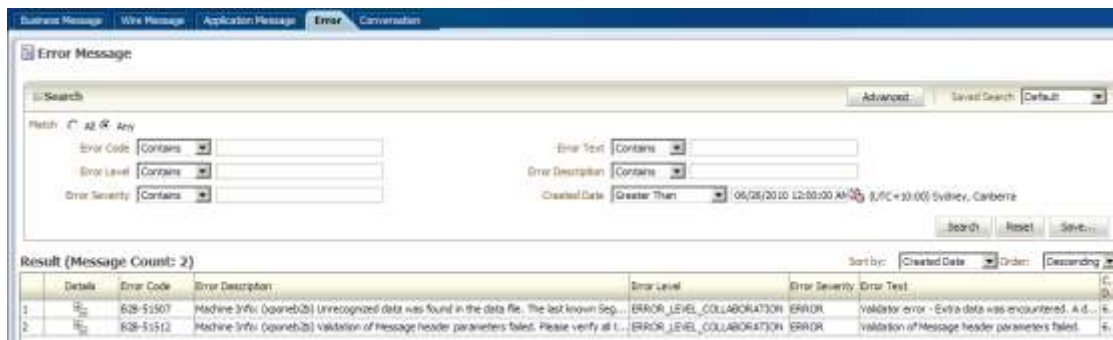 Business Message Wire Message Application Message Error Conversation
Error Message
Search
Advanced Saved Search Default
Match All Any
Error Code Contains Error Text Contains
Error Level Contains Error Description Contains
Error Severity Contains Created Date Greater Than 06/28/2010 12:00:00 AM (UTC+10:00) Sydney, Canberra
Search Reset Save...
Result (Message Count: 2) Sort by: Created Date Order: Descending
Details Error Code Error Description Error Level Error Severity Error Text
1 B2B-51507 Machine Info: Unrecognized data was found in the data file. The last known Seg... ERROR_LEVEL_COLLABORATION ERROR Validator error - Extra data was encountered. A d...
2 B2B-51512 Machine Info: Validation of Message header parameters failed. Please verify all t... ERROR_LEVEL_COLLABORATION ERROR Validation of Message header parameters failed.